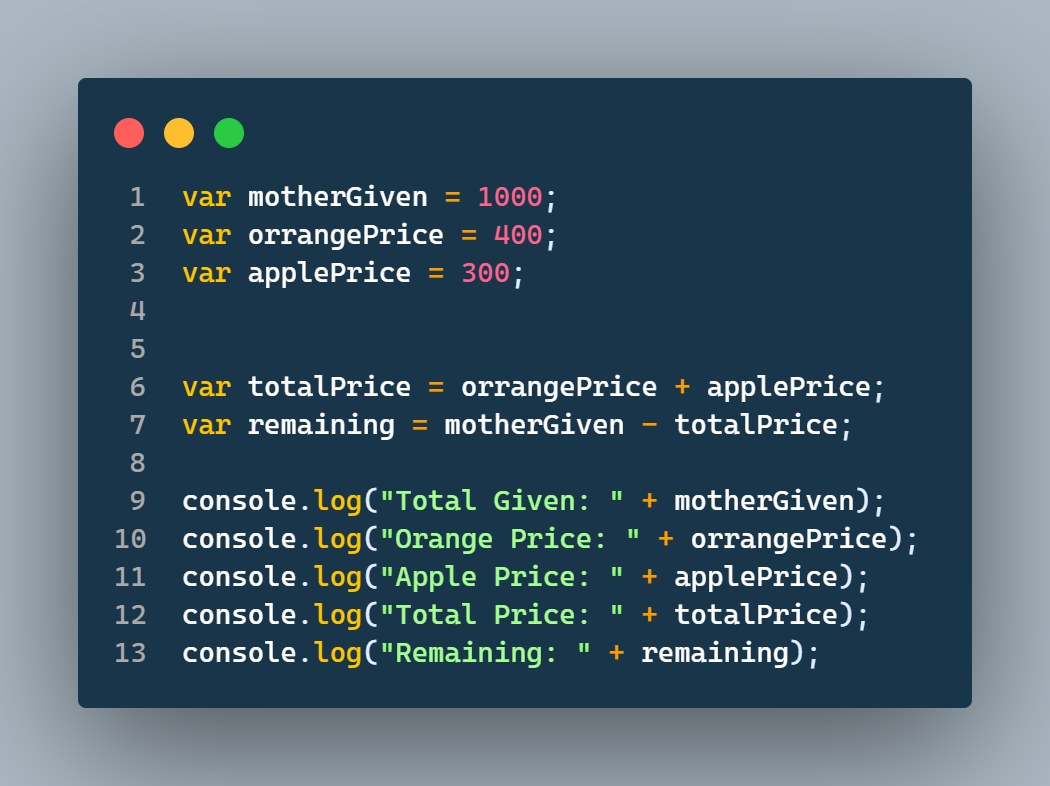 1 var motherGiven = 1000;
2 var orrangePrice = 400;
3 var applePrice = 300;
4
5
6 var totalPrice = orrangePrice + applePrice;
7 var remaining = motherGiven - totalPrice;
8
9 console.log("Total Given: " + motherGiven);
10 console.log("Orange Price: " + orrangePrice);
11 console.log("Apple Price: " + applePrice);
12 console.log("Total Price: " + totalPrice);
13 console.log("Remaining: " + remaining);